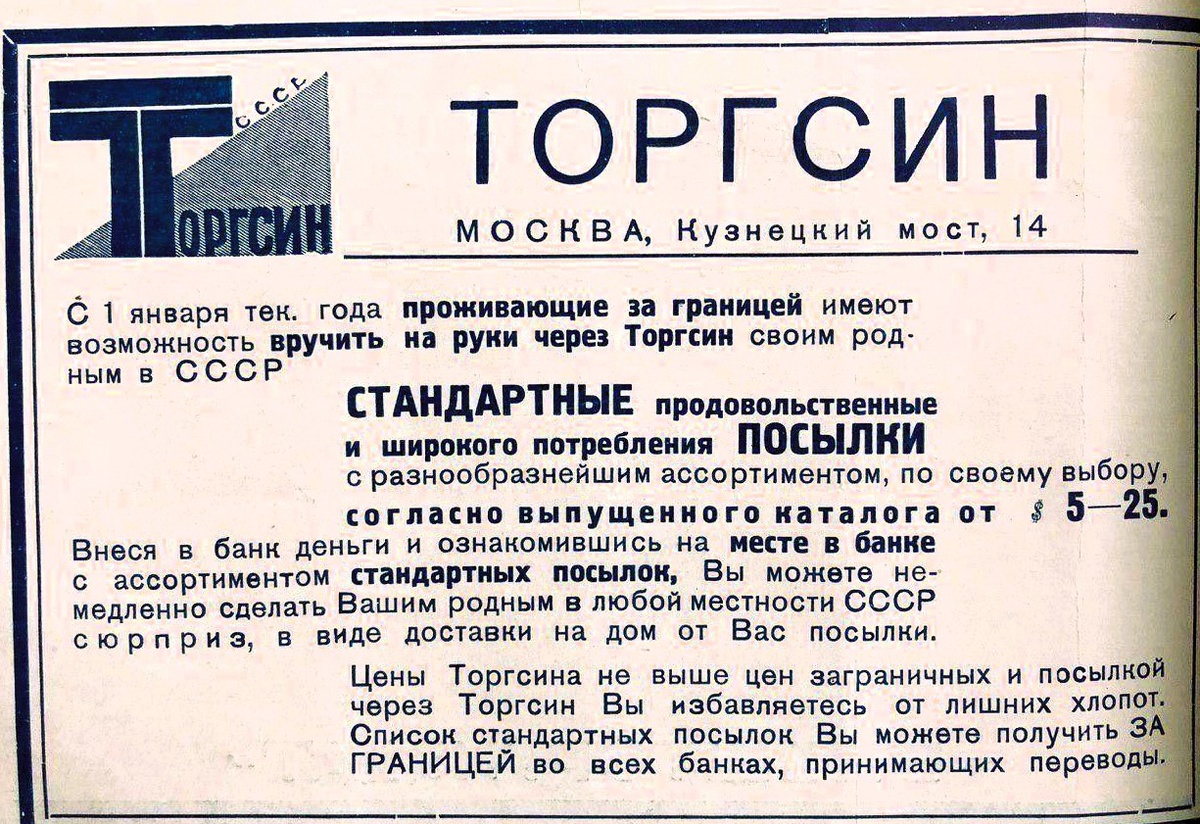 СССР
ТОРГСИН
ТОРГСИН
МОСКВА, Кузнецкий мост, 14
С 1 января тек. года проживающие за границей имеют
возможность вручить на руки через Торгсин своим род-
ным в СССР
СТАНДАРТНЫЕ продовольственные
и широкого потребления ПОСЫЛКИ
с разнообразнейшим ассортиментом, по своему выбору,
согласно выпущенного каталога от $ 5—25.
Внеся в банк деньги и ознакомившись на месте в банке
с ассортиментом стандартных посылок, Вы можете не-
медленно сделать Вашим родным в любой местности СССР
сюрприз, в виде доставки на дом от Вас посылки.
Цены Торгсина не выше цен заграничных и посылкой
через Торгсин Вы избавляетесь от лишних хлопот.
Список стандартных посылок Вы можете получить ЗА
ГРАНИЦЕЙ во всех банках, принимающих переводы.